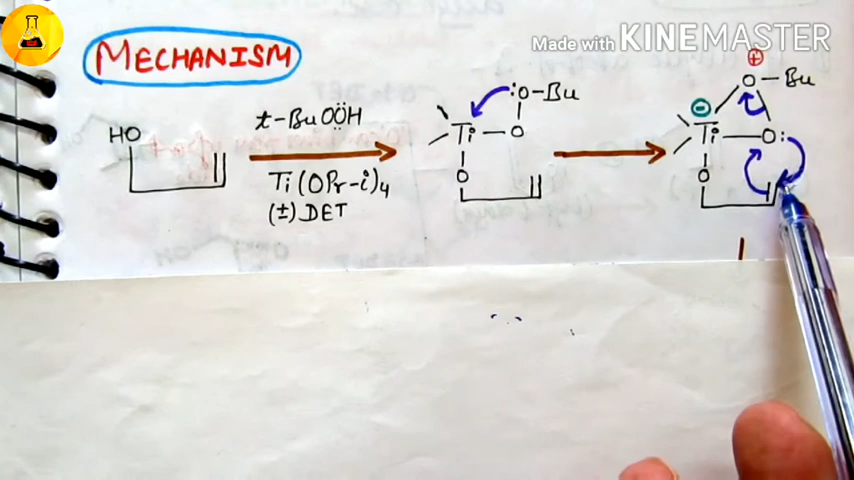 Made with KINEMASTER
MECHANISM
HO
t-BuOÖH
Ti(OPr-i)4
(±) DET
:O-Bu
Ti-O
O
⊕
O-Bu
⊖
Ti-O:
O